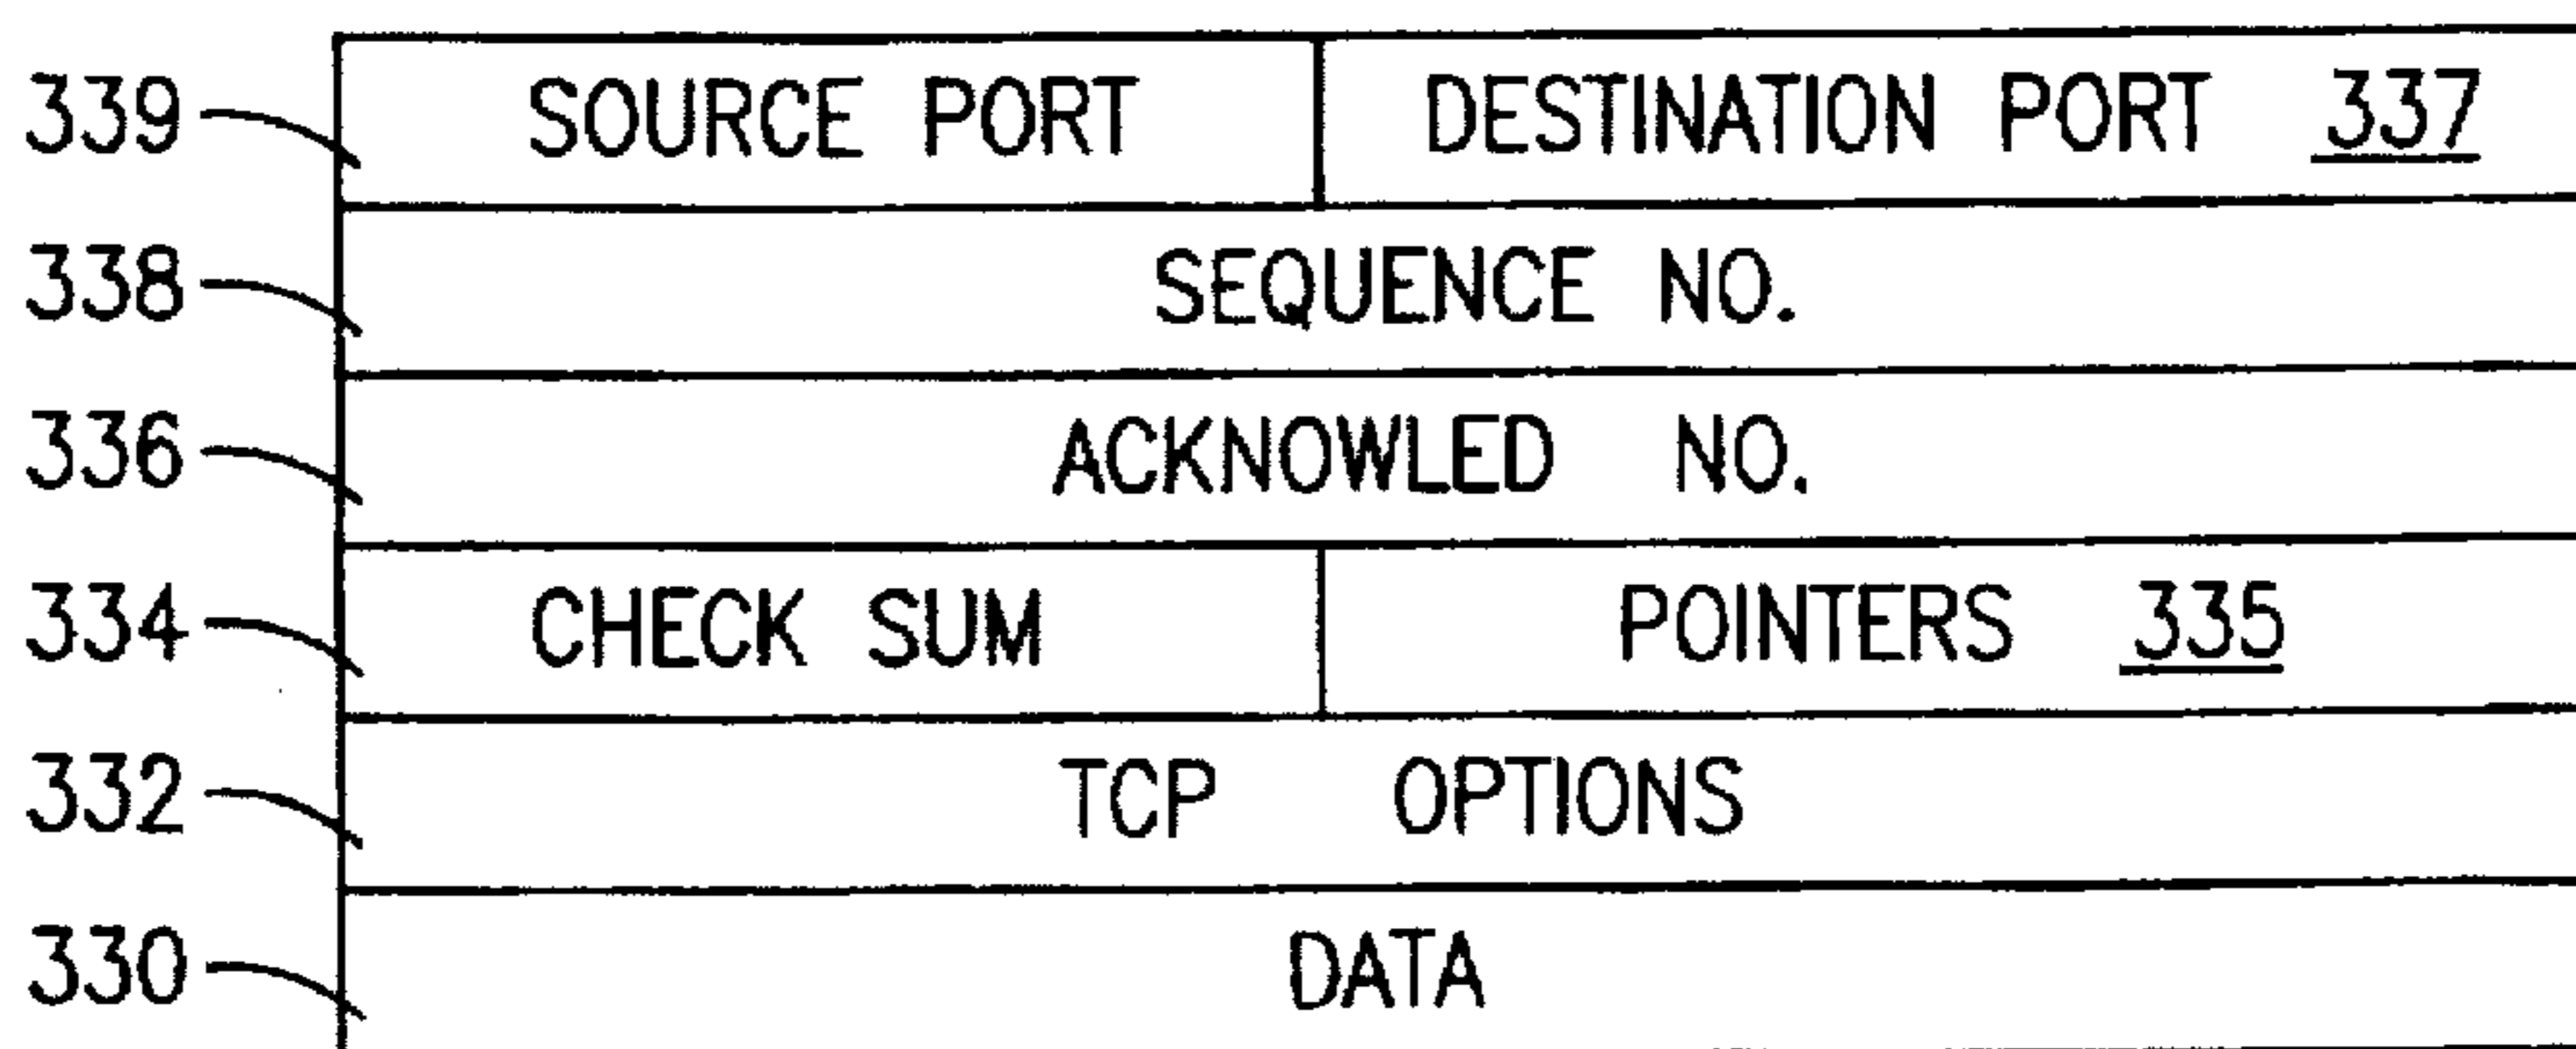 339 SOURCE PORT DESTINATION PORT 337
338 SEQUENCE NO.
336 ACKNOWLED NO.
334 CHECK SUM POINTERS 335
332 TCP OPTIONS
330 DATA